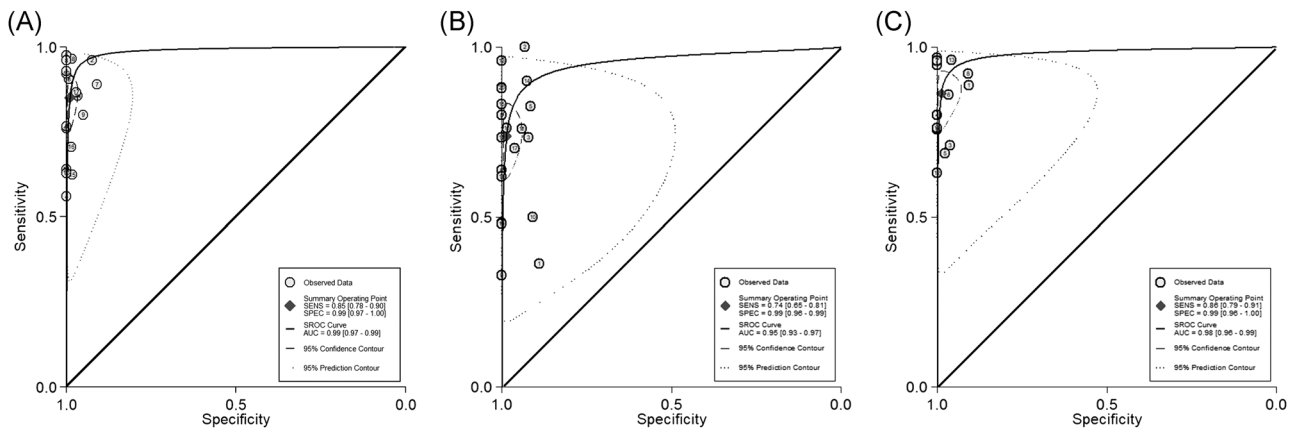 (A)
1.0
Sensitivity
0.5
0.0
1.0
0.5
0.0
Specificity
Observed Data
Summary Operating Point
SENS = 0.85 [0.78 - 0.90]
SPEC = 0.99 [0.97 - 1.00]
SROC Curve
AUC = 0.99 [0.97 - 0.99]
95% Confidence Contour
95% Prediction Contour
(B)
1.0
Sensitivity
0.5
0.0
1.0
0.5
0.0
Specificity
Observed Data
Summary Operating Point
SENS = 0.74 [0.65 - 0.81]
SPEC = 0.99 [0.96 - 0.99]
SROC Curve
AUC = 0.95 [0.93 - 0.97]
95% Confidence Contour
95% Prediction Contour
(C)
1.0
Sensitivity
0.5
0.0
1.0
0.5
0.0
Specificity
Observed Data
Summary Operating Point
SENS = 0.86 [0.79 - 0.91]
SPEC = 0.99 [0.96 - 1.00]
SROC Curve
AUC = 0.98 [0.96 - 0.99]
95% Confidence Contour
95% Prediction Contour